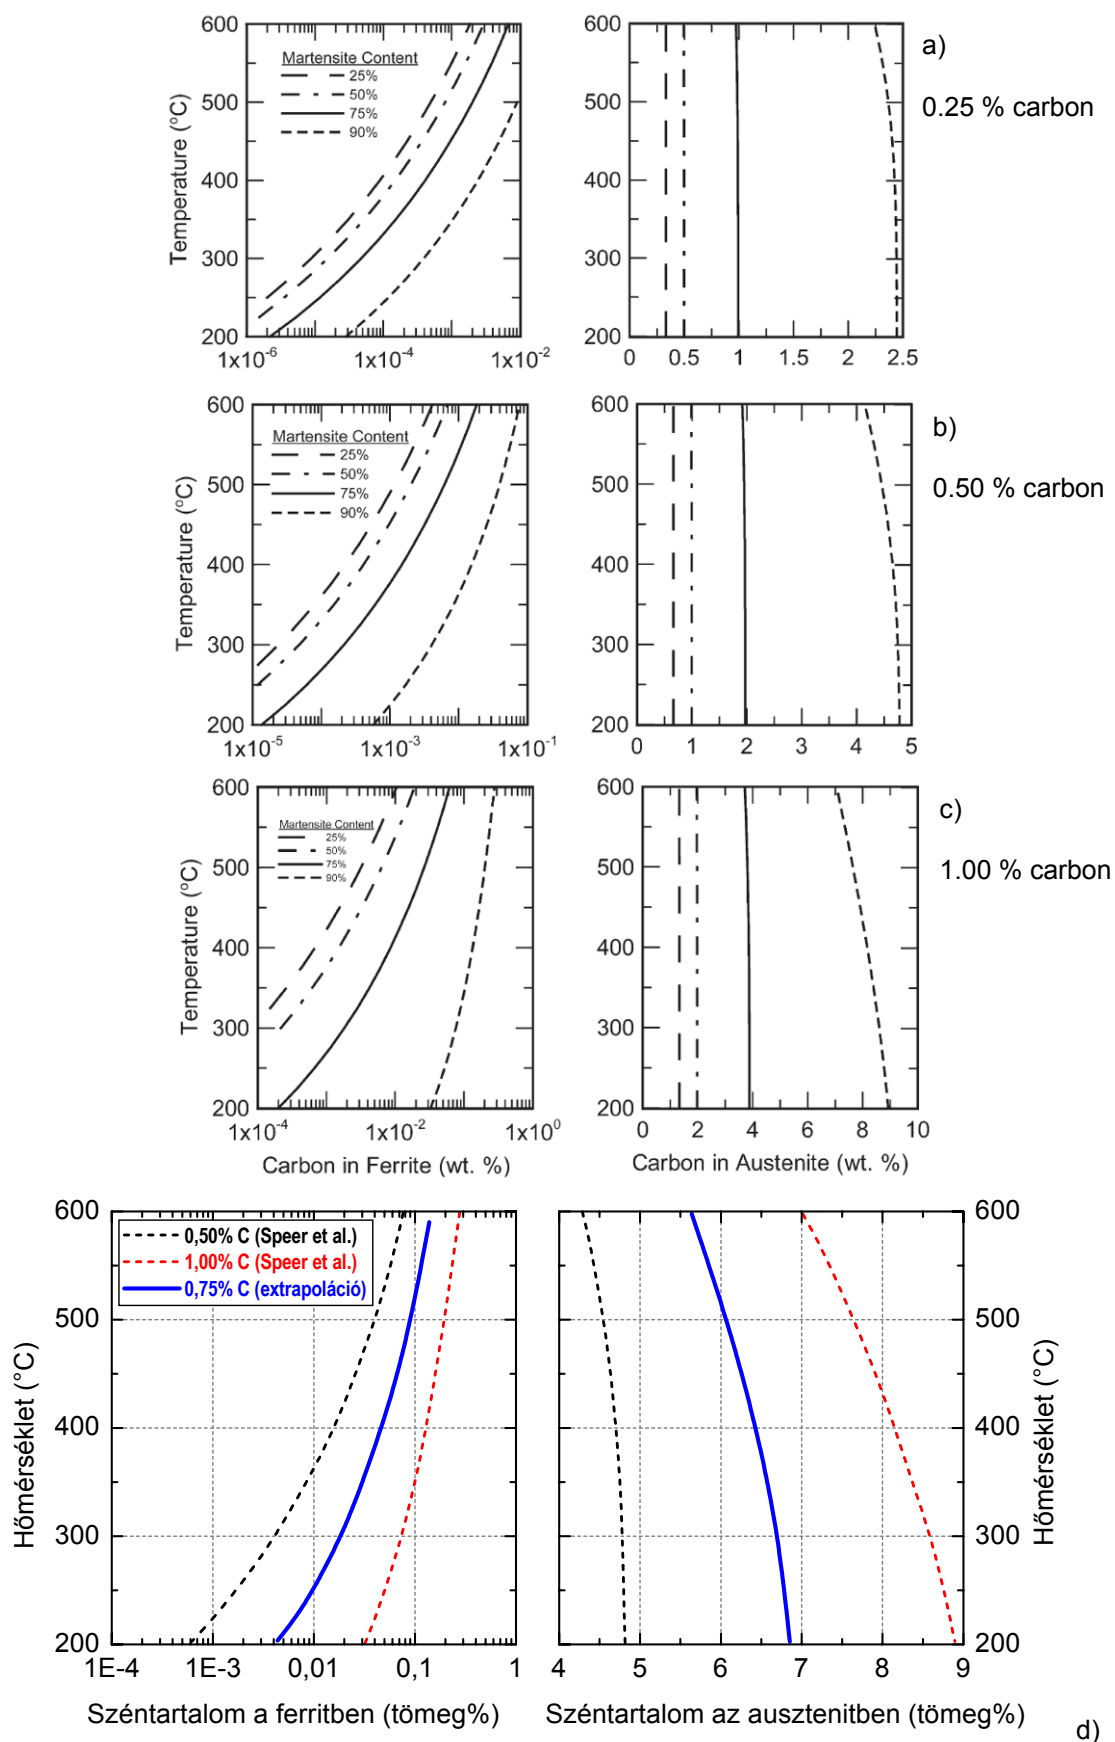 600
500
400
300
200
Temperature (°C)
Martensite Content
25%
50%
75%
90%
1x10⁻⁶
1x10⁻⁴
1x10⁻²
600
500
400
300
200
0
0.5
1
1.5
2
2.5
a)
0.25 % carbon
600
500
400
300
200
Temperature (°C)
Martensite Content
25%
50%
75%
90%
1x10⁻⁵
1x10⁻³
1x10⁻¹
600
500
400
300
200
0
1
2
3
4
5
b)
0.50 % carbon
600
500
400
300
200
Temperature (°C)
Martensite Content
25%
50%
75%
90%
1x10⁻⁴
1x10⁻²
1x10⁰
Carbon in Ferrite (wt. %)
600
500
400
300
200
0
2
4
6
8
10
Carbon in Austenite (wt. %)
c)
1.00 % carbon
600
500
400
300
200
Hőmérséklet (°C)
0,50% C (Speer et al.)
1,00% C (Speer et al.)
0,75% C (extrapoláció)
1E-4
1E-3
0,01
0,1
1
Széntartalom a ferritben (tömeg%)
600
500
400
300
200
Hőmérséklet (°C)
4
5
6
7
8
9
Széntartalom az ausztenitben (tömeg%)
d)